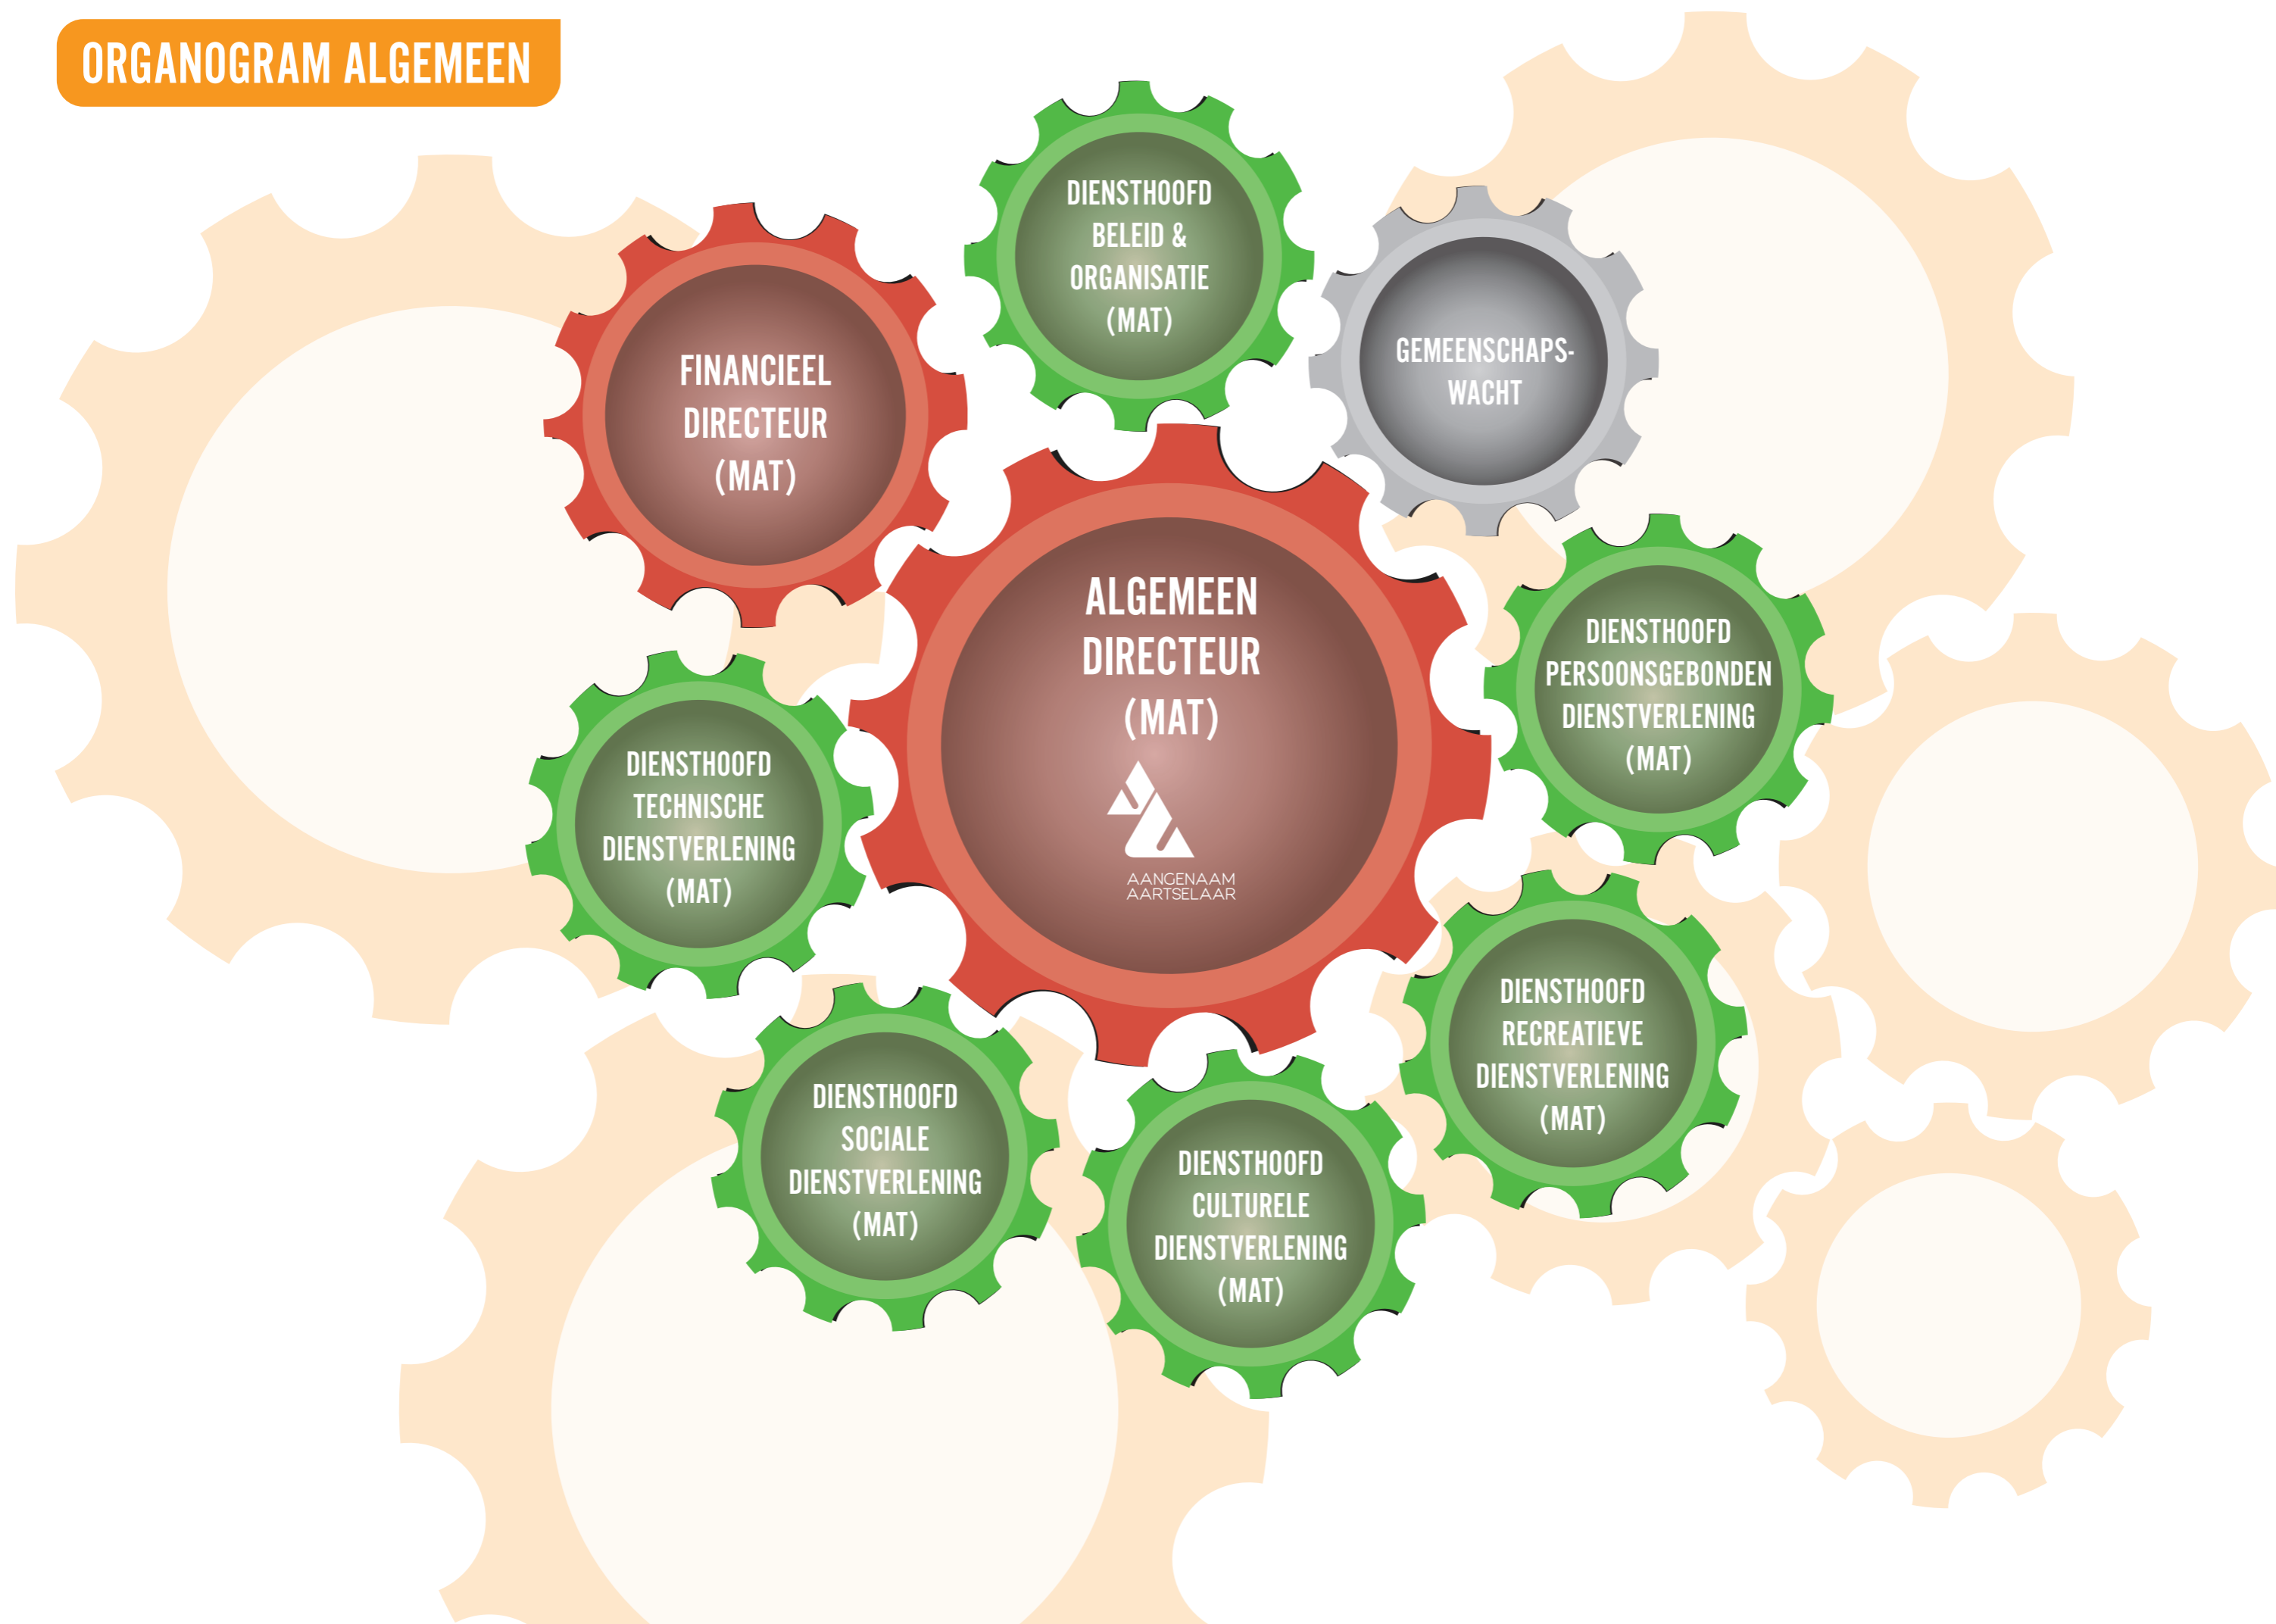 ORGANOGRAM ALGEMEEN
DIENSTHOOFD
BELEID &
ORGANISATIE
(MAT)
GEMEENSCHAPS-
WACHT
FINANCIEEL
DIRECTEUR
(MAT)
ALGEMEEN
DIRECTEUR
(MAT)
AANGENAAM
AARTSELAAR
DIENSTHOOFD
PERSOONSGEBONDEN
DIENSTVERLENING
(MAT)
DIENSTHOOFD
TECHNISCHE
DIENSTVERLENING
(MAT)
DIENSTHOOFD
RECREATIEVE
DIENSTVERLENING
(MAT)
DIENSTHOOFD
SOCIALE
DIENSTVERLENING
(MAT)
DIENSTHOOFD
CULTURELE
DIENSTVERLENING
(MAT)